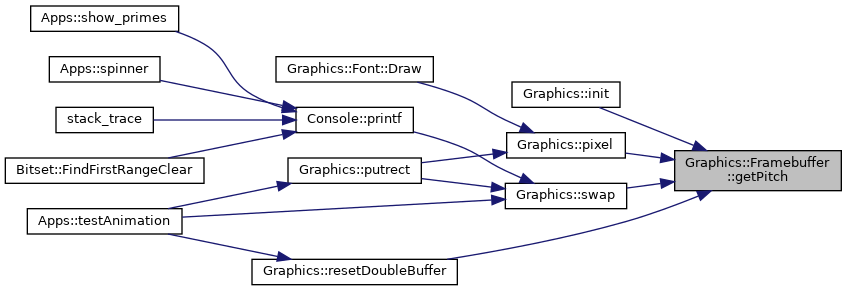 Apps::show_primes
Apps::spinner
Graphics::Font::Draw
Graphics::init
stack_trace
Console::printf
Graphics::pixel
Graphics::Framebuffer
::getPitch
Bitset::FindFirstRangeClear
Graphics::putrect
Graphics::swap
Apps::testAnimation
Graphics::resetDoubleBuffer